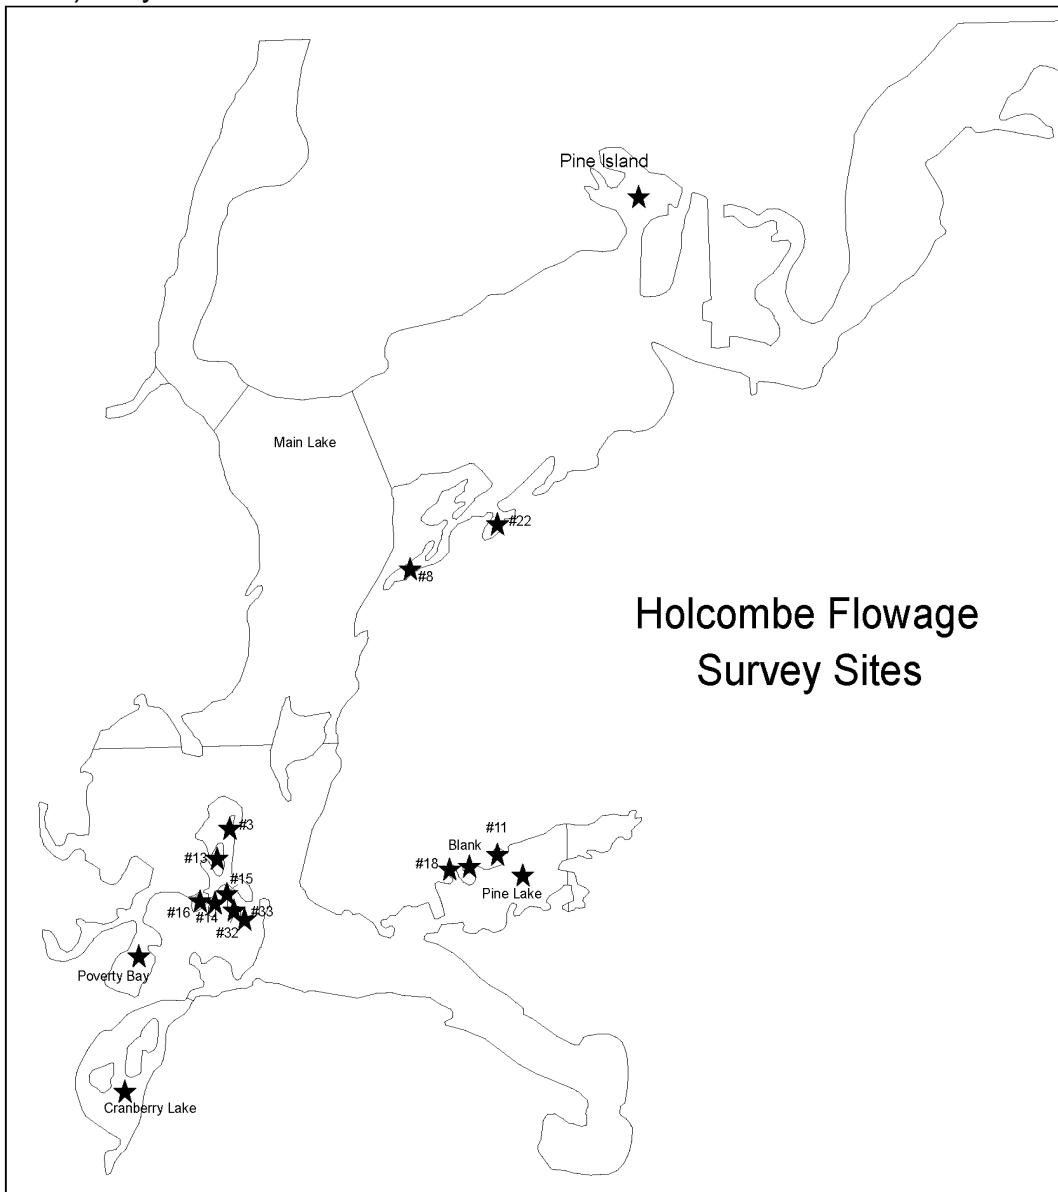 Pine Island
Main Lake
#22
#8
Holcombe Flowage
Survey Sites
#3
#11
Blank
#13
#18
#15
Pine Lake
#16
#14
#33
#32
Poverty Bay
Cranberry Lake